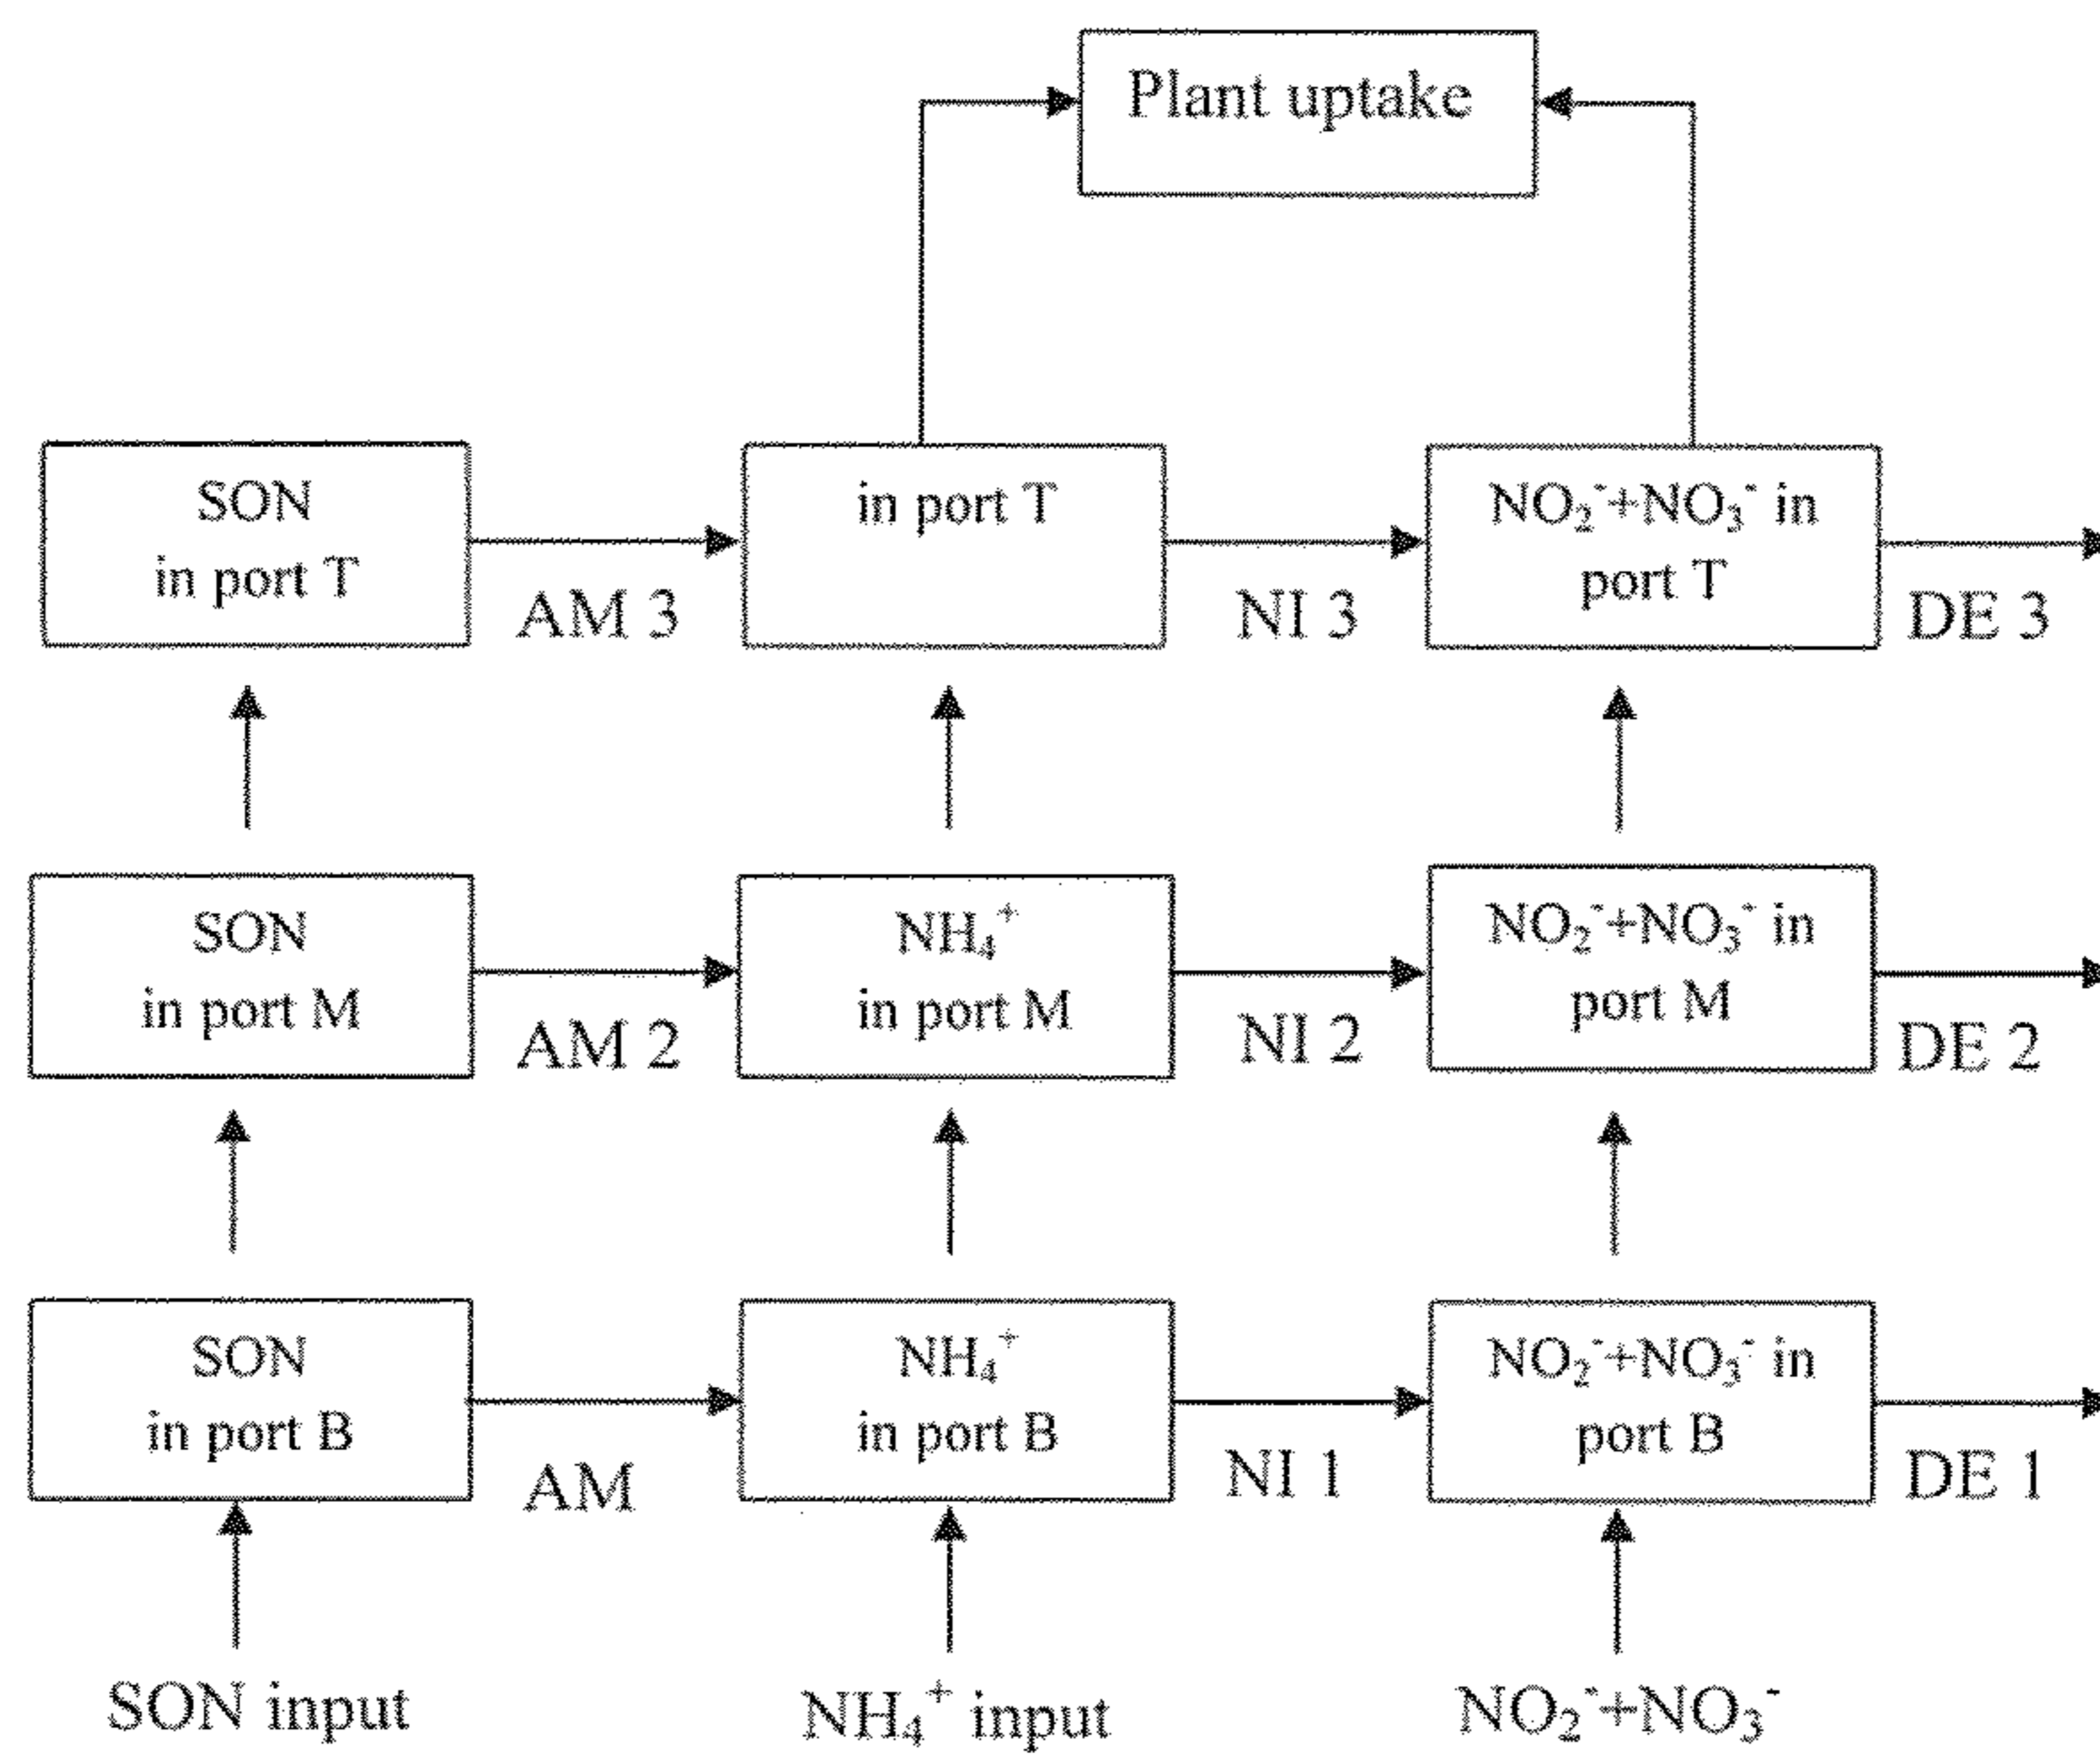 Plant uptake
SON
in port T
AM 3
in port T
NI 3
NO₂⁻+NO₃⁻ in
port T
DE 3
SON
in port M
AM 2
NH₄⁺
in port M
NI 2
NO₂⁻+NO₃⁻ in
port M
DE 2
SON
in port B
AM
NH₄⁺
in port B
NI 1
NO₂⁻+NO₃⁻ in
port B
DE 1
SON input
NH₄⁺ input
NO₂⁻+NO₃⁻